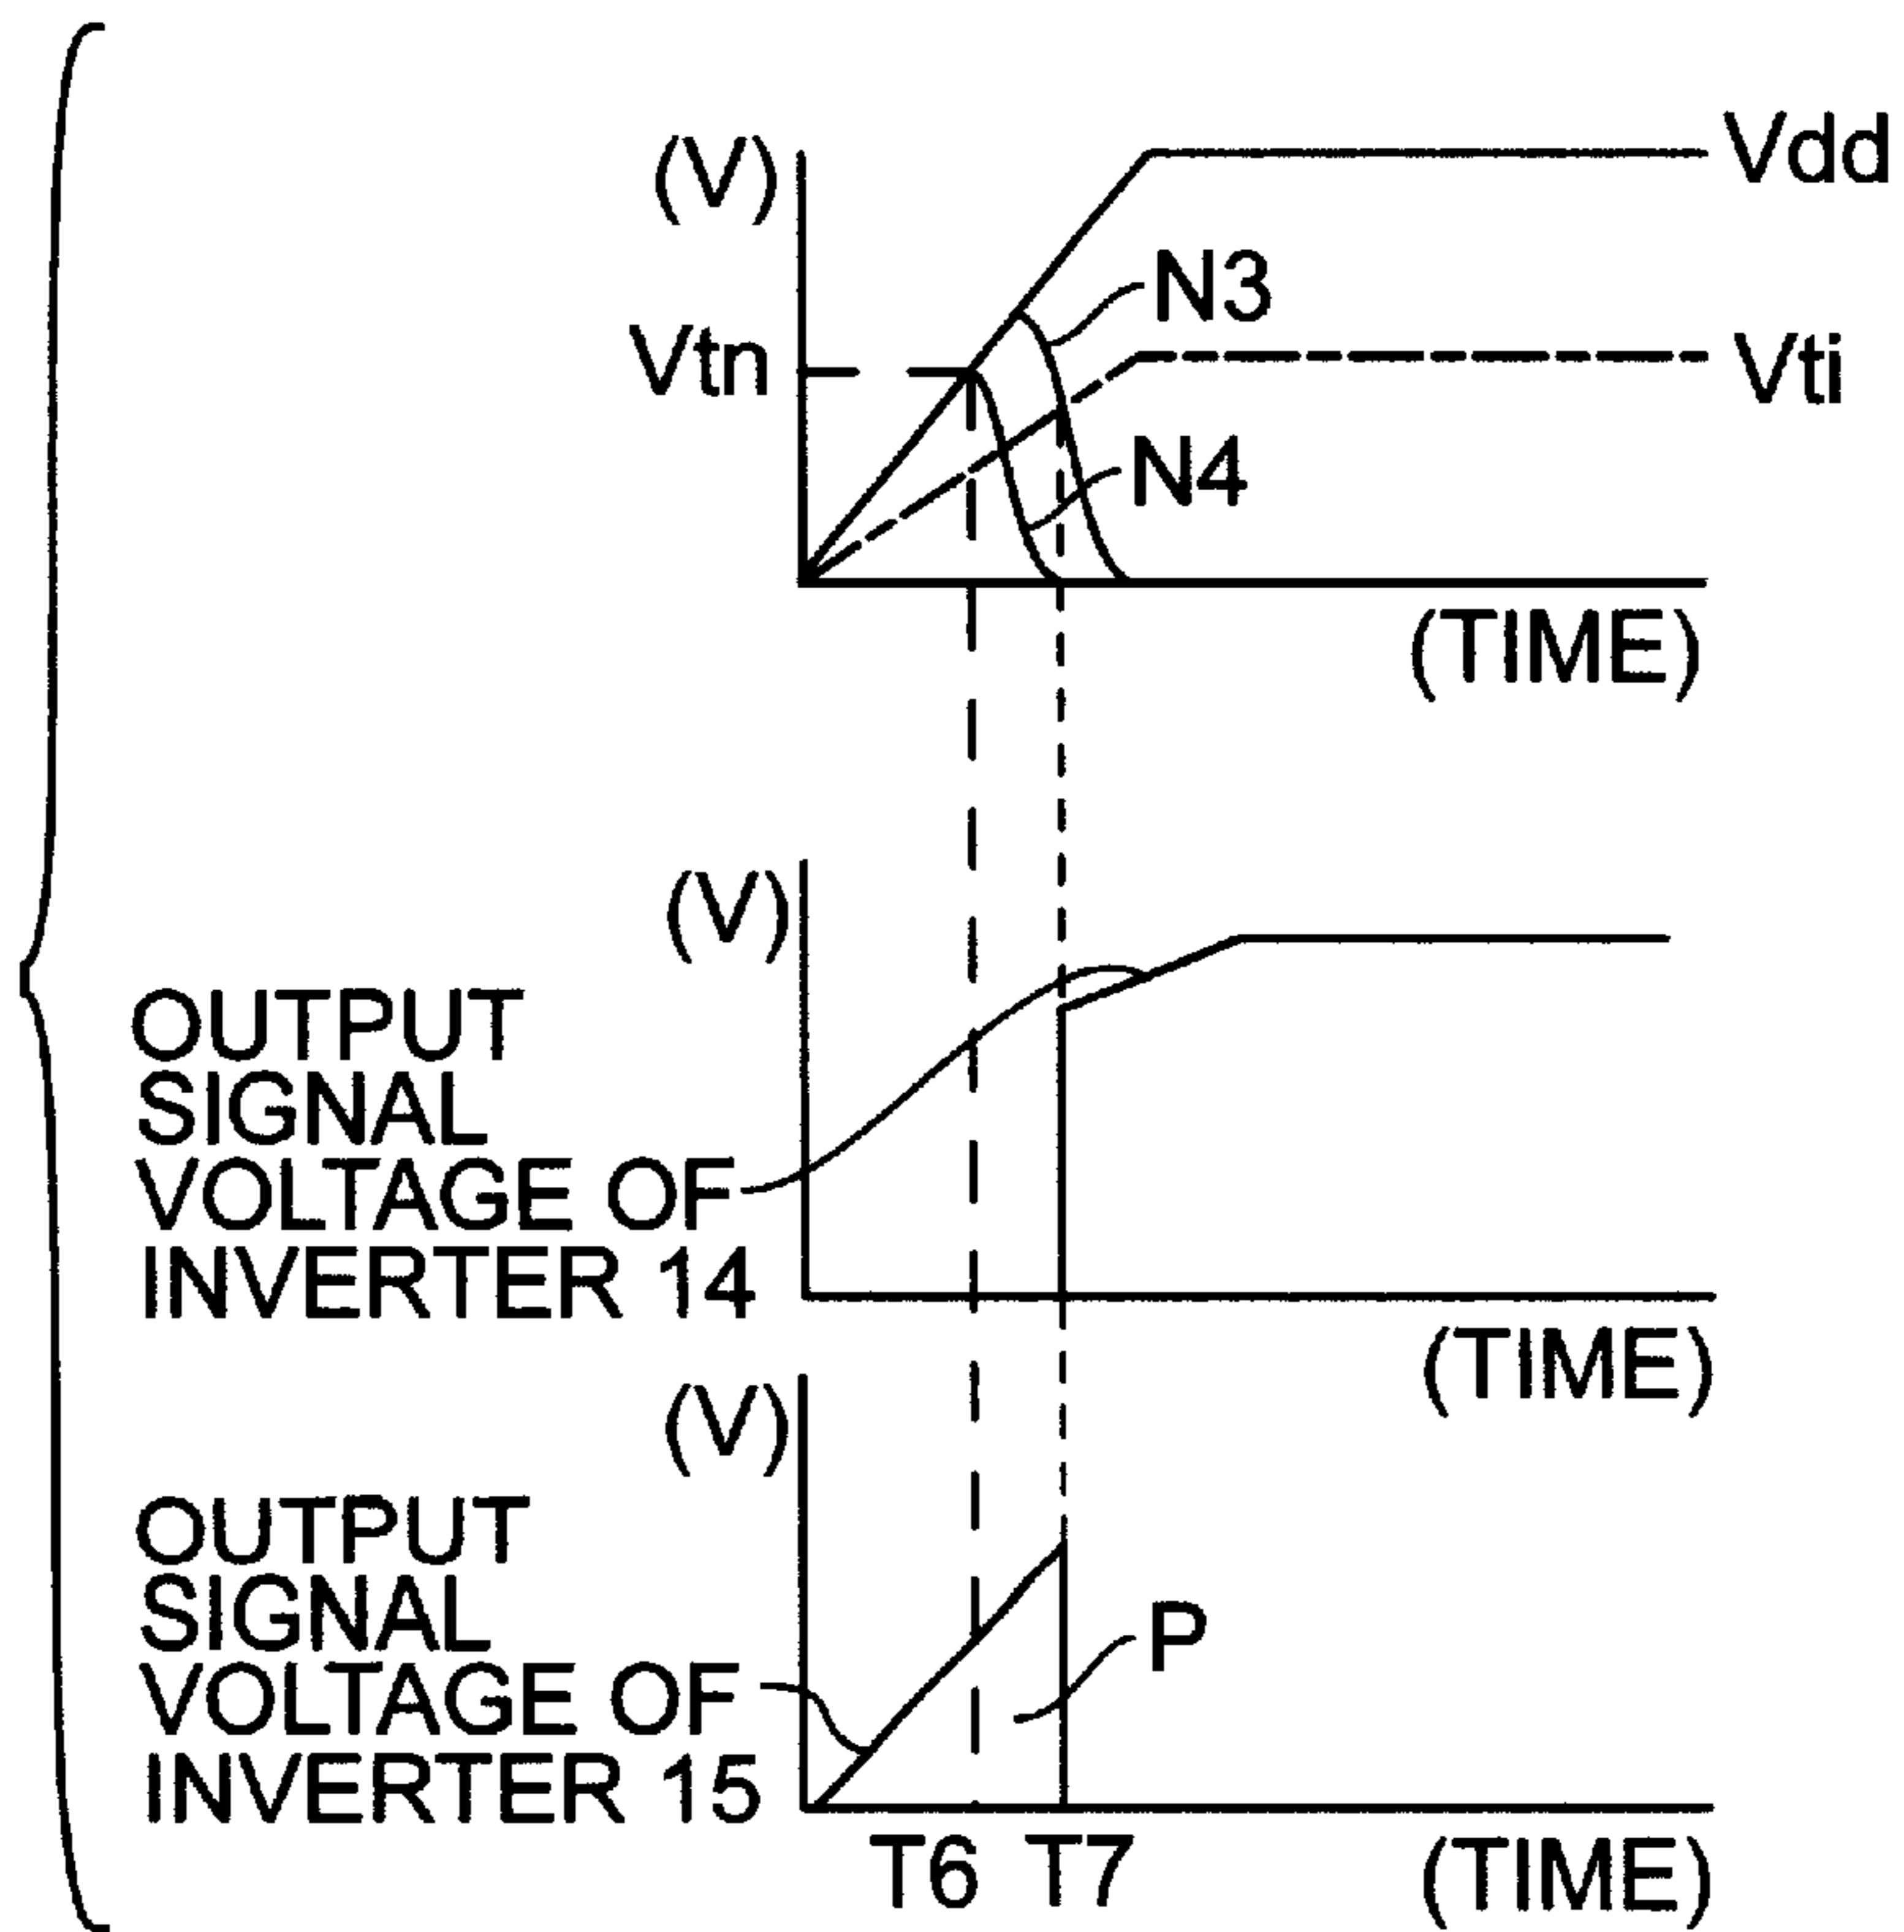 (V)
Vdd
N3
Vtn
Vti
N4
(TIME)
(V)
OUTPUT
SIGNAL
VOLTAGE OF
INVERTER 14
(TIME)
(V)
OUTPUT
SIGNAL
VOLTAGE OF
INVERTER 15
P
T6 T7 (TIME)